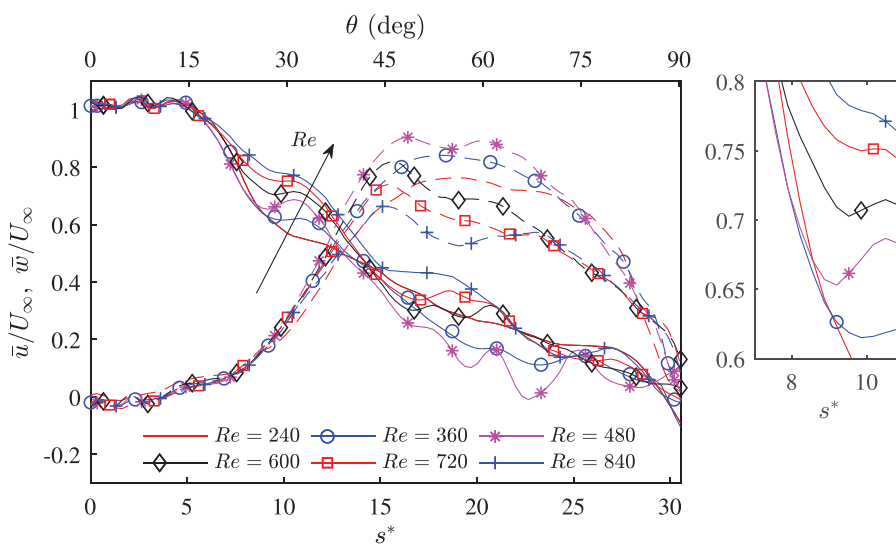 θ (deg)
0 15 30 45 60 75 90
1
0.8
0.6
0.4
0.2
0
-0.2
ū/U∞, w̄/U∞
Re
Re = 240 Re = 360 Re = 480
Re = 600 Re = 720 Re = 840
0 5 10 15 20 25 30
s*
0.8
0.75
0.7
0.65
0.6
8 10
s*